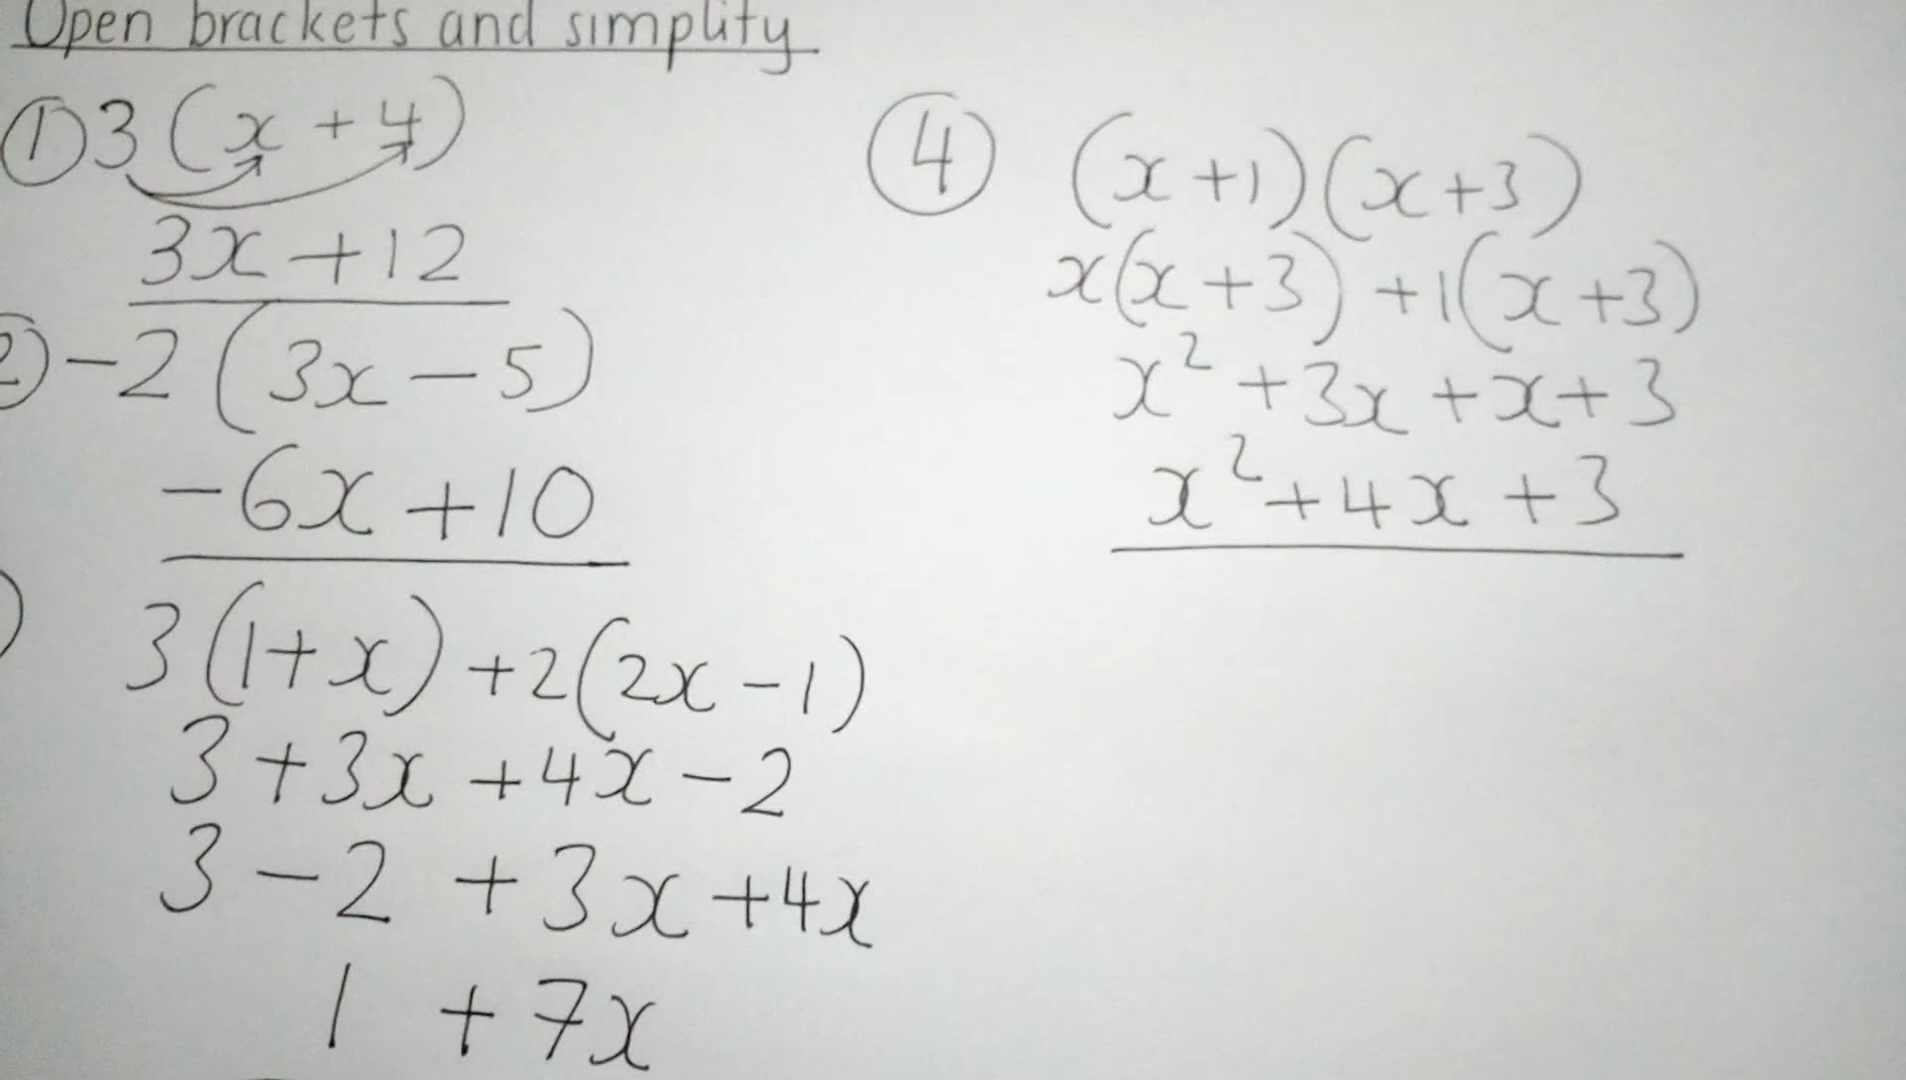 Open brackets and simplify
① 3 (x + 4)
3x + 12
② -2 (3x - 5)
-6x + 10
3(1 + x) + 2(2x - 1)
3 + 3x + 4x - 2
3 - 2 + 3x + 4x
1 + 7x
④ (x + 1)(x + 3)
x(x + 3) + 1(x + 3)
x² + 3x + x + 3
x² + 4x + 3